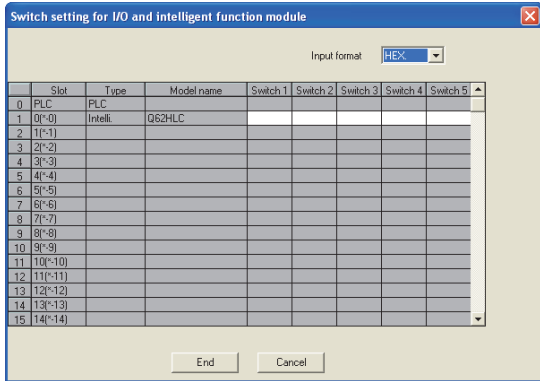 Switch setting for I/O and intelligent function module
Input format HEX.
Slot Type Model name Switch 1 Switch 2 Switch 3 Switch 4 Switch 5
0 PLC PLC
1 0(*-0) Intelli. Q62HLC
2 1(*-1)
3 2(*-2)
4 3(*-3)
5 4(*-4)
6 5(*-5)
7 6(*-6)
8 7(*-7)
9 8(*-8)
10 9(*-9)
11 10(*-10)
12 11(*-11)
13 12(*-12)
14 13(*-13)
15 14(*-14)
End Cancel